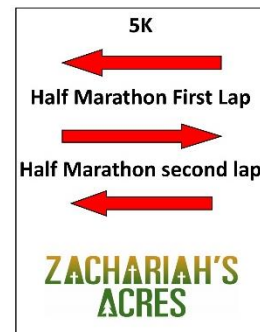 5K
Half Marathon First Lap
Half Marathon second lap
ZACHARIAH'S
ACRES